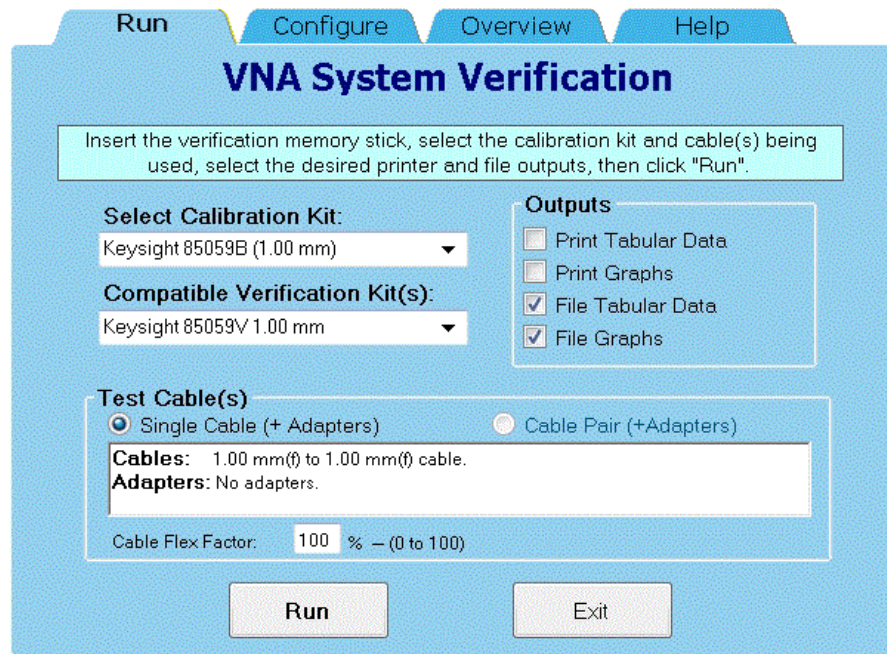 Run Configure Overview Help
VNA System Verification
Insert the verification memory stick, select the calibration kit and cable(s) being
used, select the desired printer and file outputs, then click "Run".
Select Calibration Kit:
Keysight 85059B (1.00 mm)
Compatible Verification Kit(s):
Keysight 85059V 1.00 mm
Outputs
Print Tabular Data
Print Graphs
File Tabular Data
File Graphs
Test Cable(s)
Single Cable (+ Adapters) Cable Pair (+Adapters)
Cables: 1.00 mm(f) to 1.00 mm(f) cable.
Adapters: No adapters.
Cable Flex Factor: 100 % – (0 to 100)
Run Exit